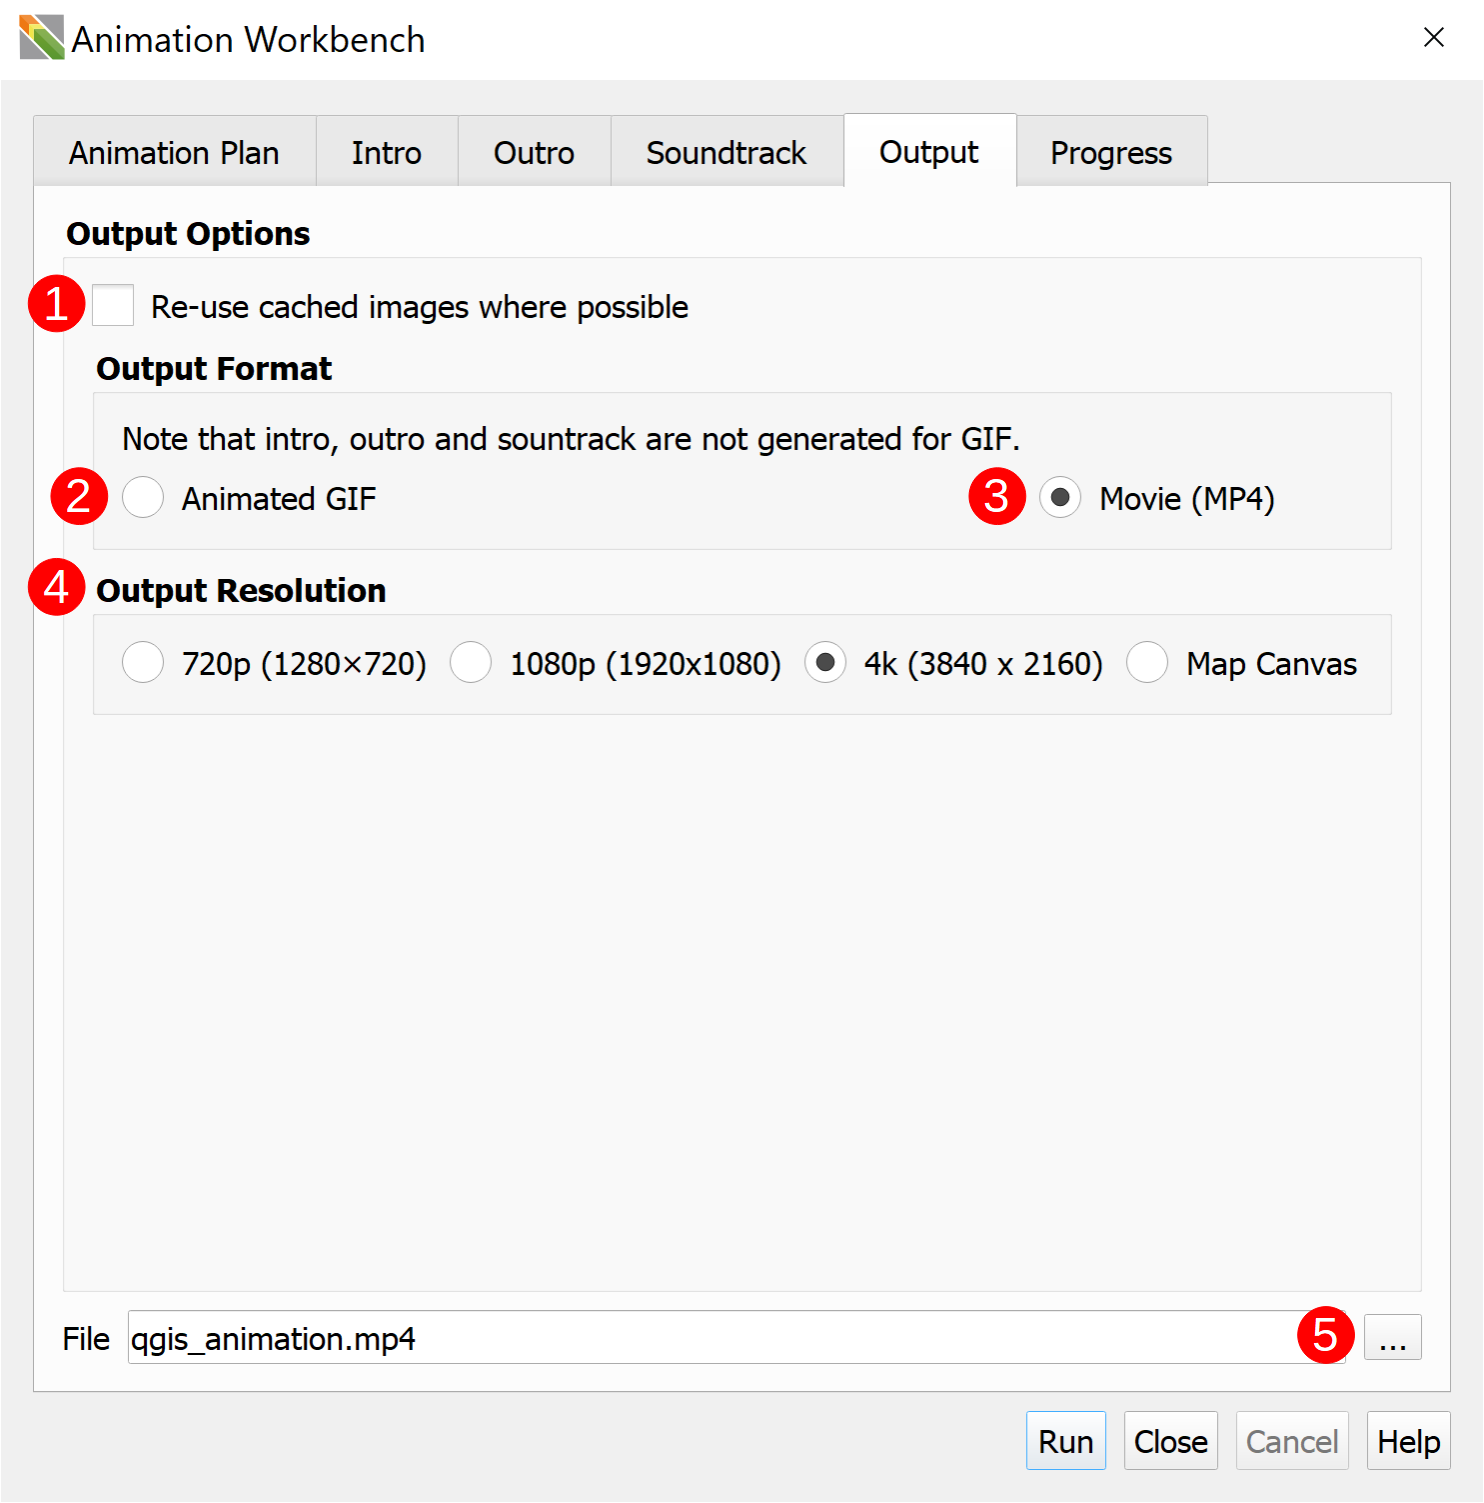 Animation Workbench
Animation Plan Intro Outro Soundtrack Output Progress
Output Options
1 Re-use cached images where possible
Output Format
Note that intro, outro and sountrack are not generated for GIF.
2 Animated GIF 3 Movie (MP4)
4 Output Resolution
720p (1280×720) 1080p (1920x1080) 4k (3840 x 2160) Map Canvas
File qgis_animation.mp4 5 ...
Run Close Cancel Help